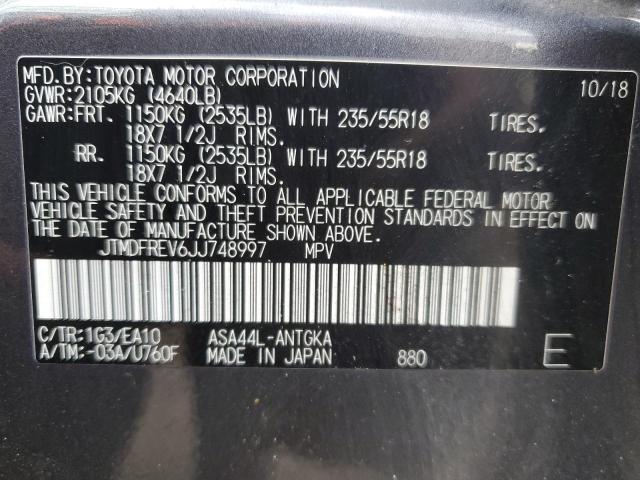 MFD.BY:TOYOTA MOTOR CORPORATION 10/18
GVWR:2105KG (4640LB)
GAWR:FRT. 1150KG (2535LB) WITH 235/55R18 TIRES.
18X7 1/2J RIMS.
RR. 1150KG (2535LB) WITH 235/55R18 TIRES.
18X7 1/2J RIMS.
THIS VEHICLE CONFORMS TO ALL APPLICABLE FEDERAL MOTOR
VEHICLE SAFETY AND THEFT PREVENTION STANDARDS IN EFFECT ON
THE DATE OF MANUFACTURE SHOWN ABOVE.
JTMDFREV6JJ748997 MPV
C/TR:1G3/EA10 ASA44L-ANTGKA
A/TM:-03A/U760F MADE IN JAPAN 880 E